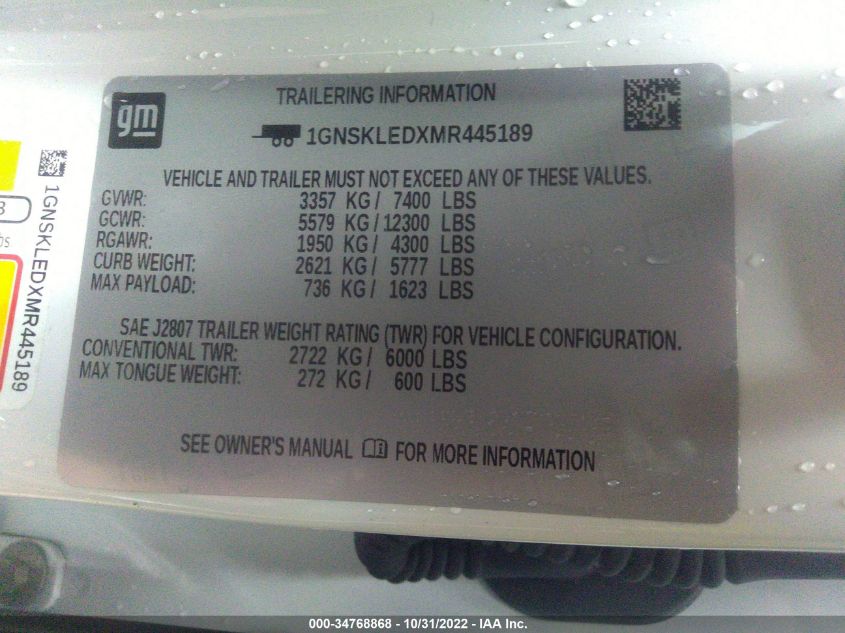 gm
TRAILERING INFORMATION
1GNSKLEDXMR445189
VEHICLE AND TRAILER MUST NOT EXCEED ANY OF THESE VALUES.
GVWR: 3357 KG / 7400 LBS
GCWR: 5579 KG / 12300 LBS
RGAWR: 1950 KG / 4300 LBS
CURB WEIGHT: 2621 KG / 5777 LBS
MAX PAYLOAD: 736 KG / 1623 LBS
SAE J2807 TRAILER WEIGHT RATING (TWR) FOR VEHICLE CONFIGURATION.
CONVENTIONAL TWR: 2722 KG / 6000 LBS
MAX TONGUE WEIGHT: 272 KG / 600 LBS
SEE OWNER'S MANUAL FOR MORE INFORMATION
1GNSKLEDXMR445189
000-34768868 - 10/31/2022 - IAA Inc.